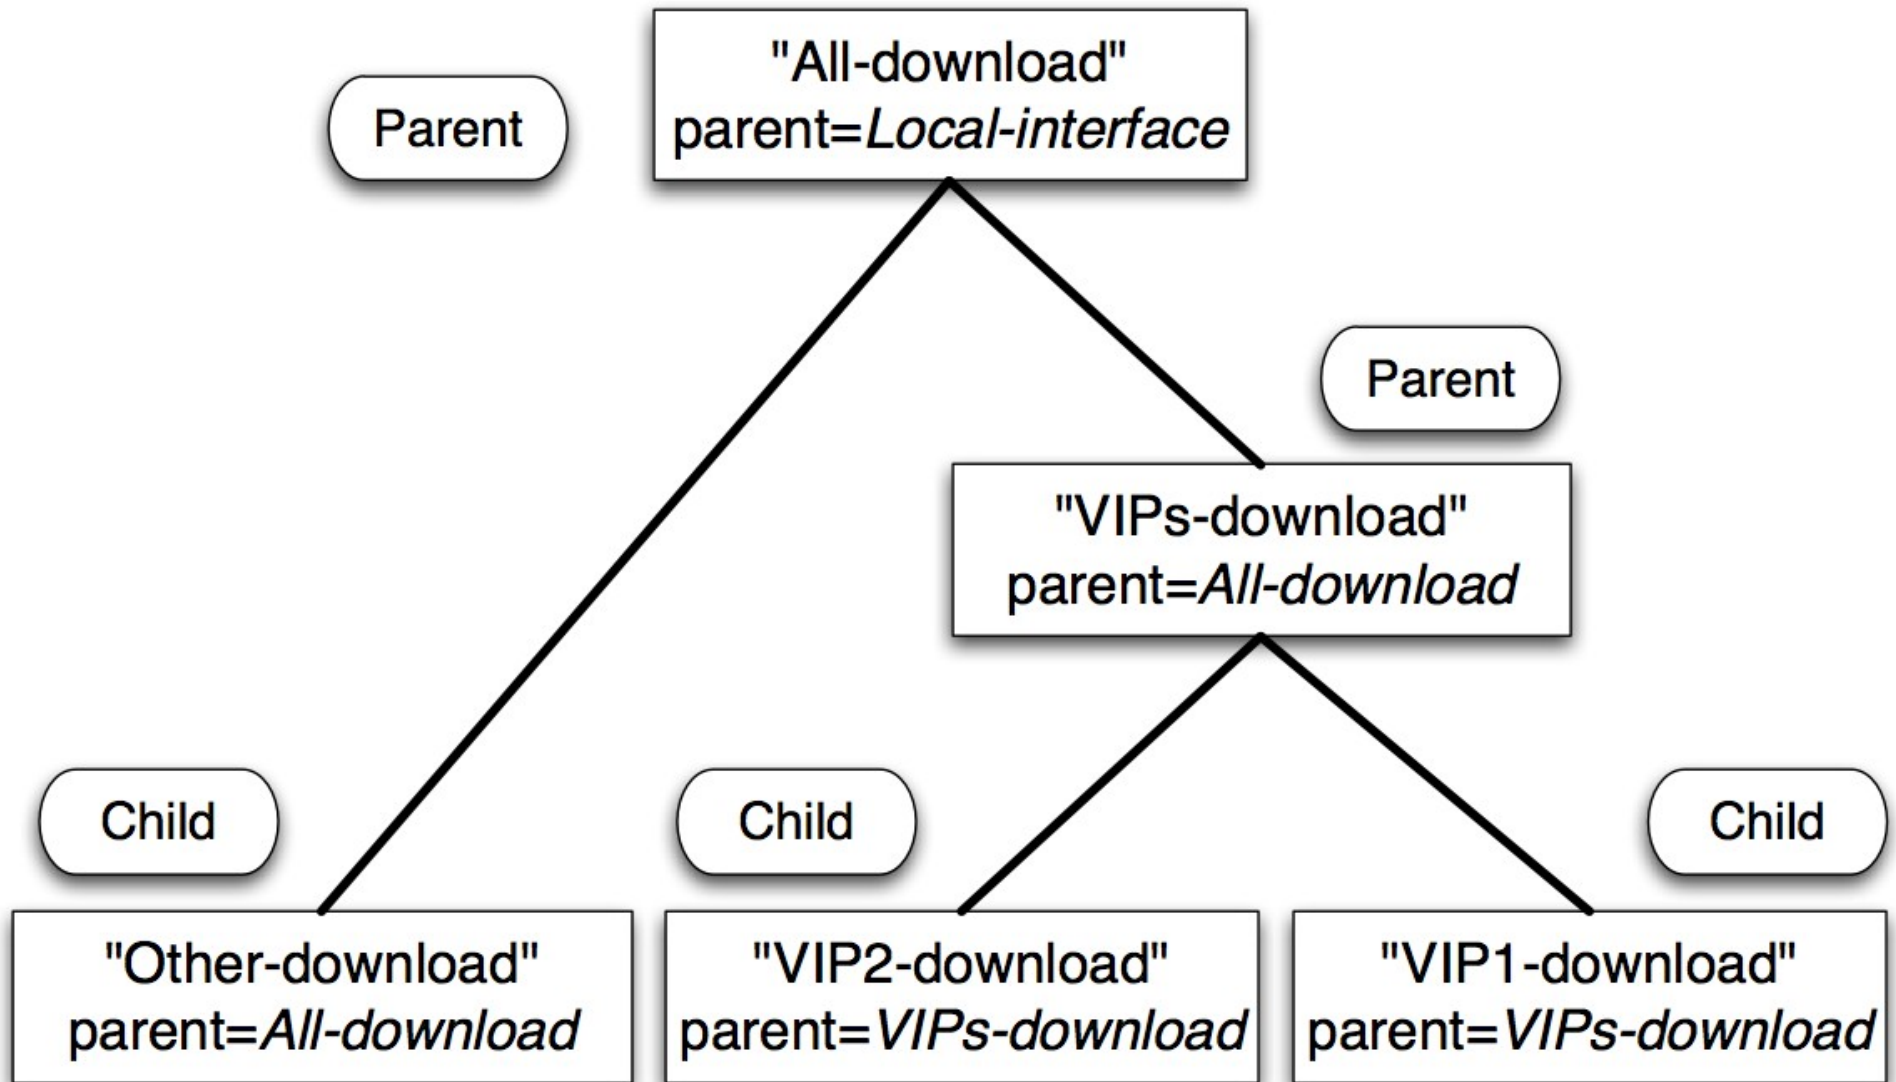 "All-download"
parent=Local-interface
Parent
Parent
"VIPs-download"
parent=All-download
Child
Child
Child
"Other-download"
parent=All-download
"VIP2-download"
parent=VIPs-download
"VIP1-download"
parent=VIPs-download